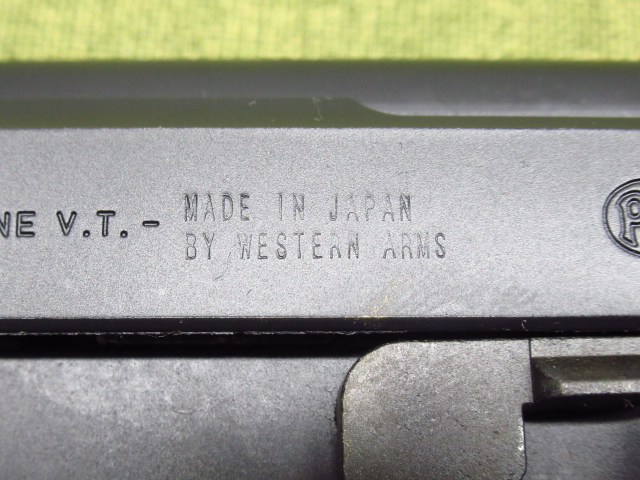 NE V.T. - MADE IN JAPAN
BY WESTERN ARMS